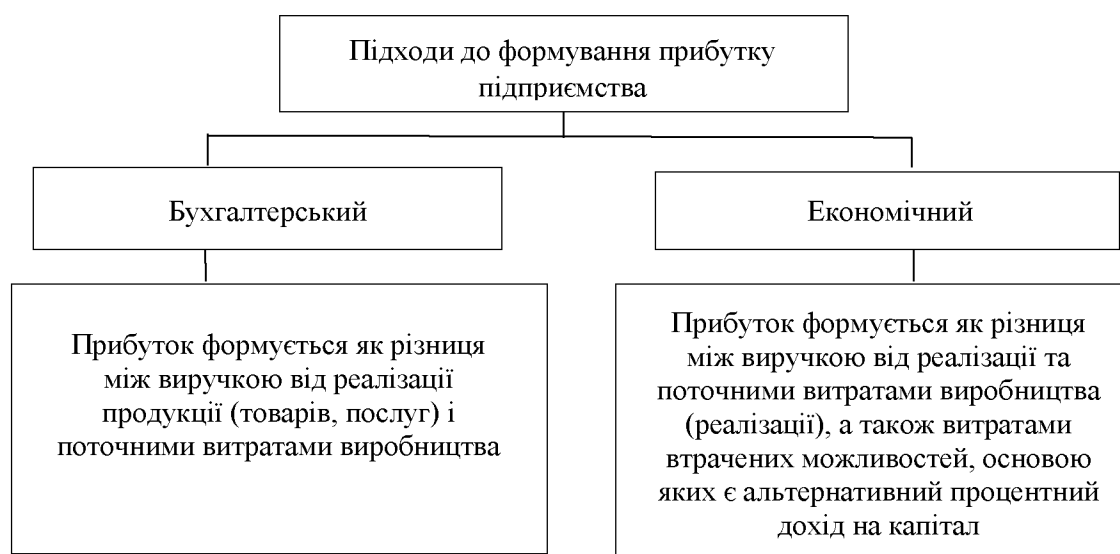 Підходи до формування прибутку
підприємства
Бухгалтерський
Економічний
Прибуток формується як різниця
між виручкою від реалізації
продукції (товарів, послуг) і
поточними витратами виробництва
Прибуток формується як різниця
між виручкою від реалізації та
поточними витратами виробництва
(реалізації), а також витратами
втрачених можливостей, основою
яких є альтернативний процентний
дохід на капітал